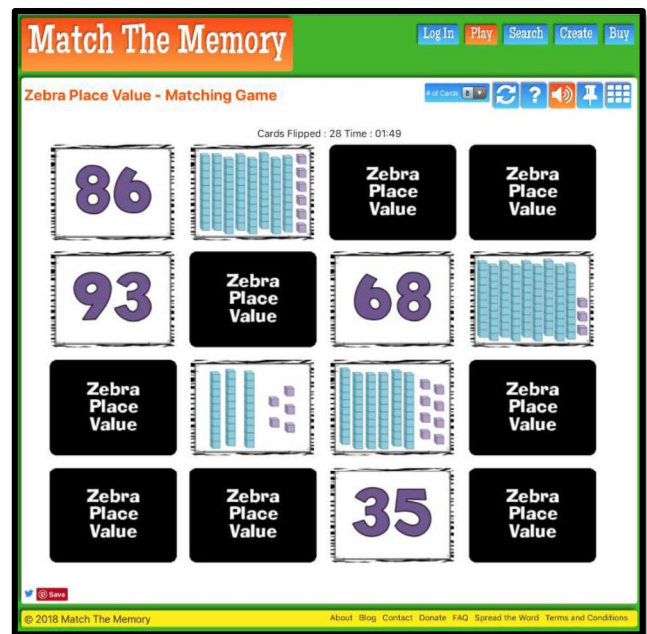 Match The Memory
Log In Play Search Create Buy
Zebra Place Value - Matching Game
# of Cards 8 ?
Cards Flipped : 28 Time : 01:49
86
Zebra
Place
Value
Zebra
Place
Value
93
Zebra
Place
Value
68
Zebra
Place
Value
Zebra
Place
Value
Zebra
Place
Value
Zebra
Place
Value
35
Zebra
Place
Value
Save
© 2018 Match The Memory
About Blog Contact Donate FAQ Spread the Word Terms and Conditions